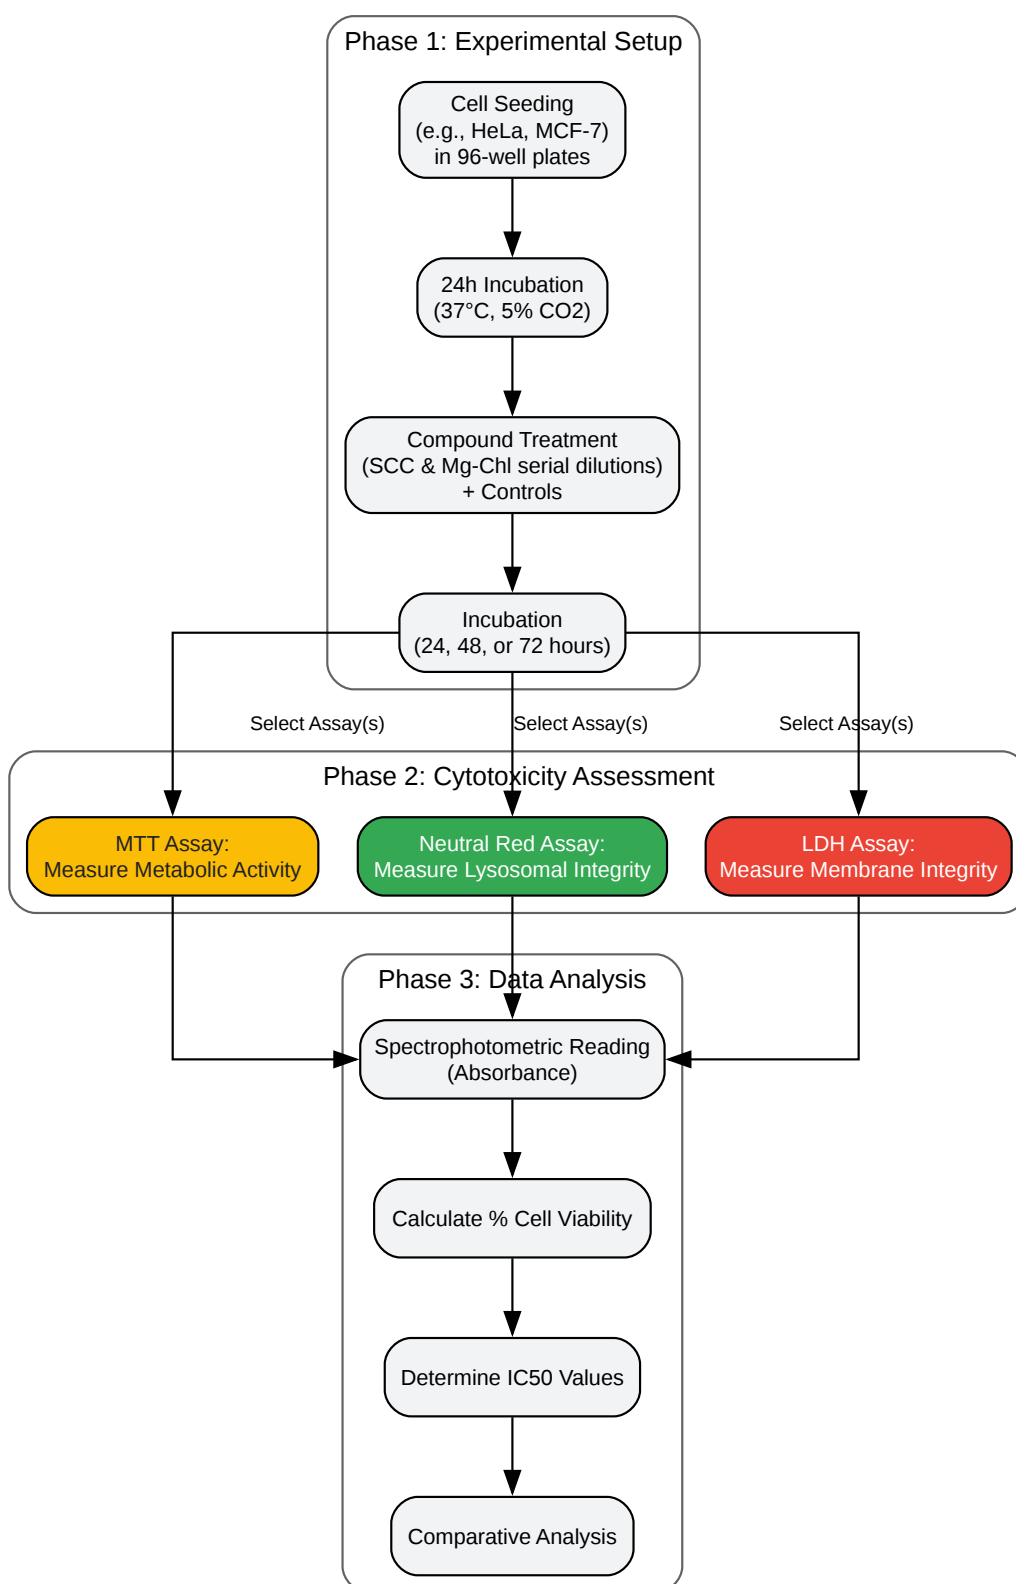 Phase 1: Experimental Setup
Cell Seeding
(e.g., HeLa, MCF-7)
in 96-well plates
24h Incubation
(37°C, 5% CO2)
Compound Treatment
(SCC & Mg-Chl serial dilutions)
+ Controls
Incubation
(24, 48, or 72 hours)
Select Assay(s)
Select Assay(s)
Select Assay(s)
Phase 2: Cytotoxicity Assessment
MTT Assay:
Measure Metabolic Activity
Neutral Red Assay:
Measure Lysosomal Integrity
LDH Assay:
Measure Membrane Integrity
Phase 3: Data Analysis
Spectrophotometric Reading
(Absorbance)
Calculate % Cell Viability
Determine IC50 Values
Comparative Analysis